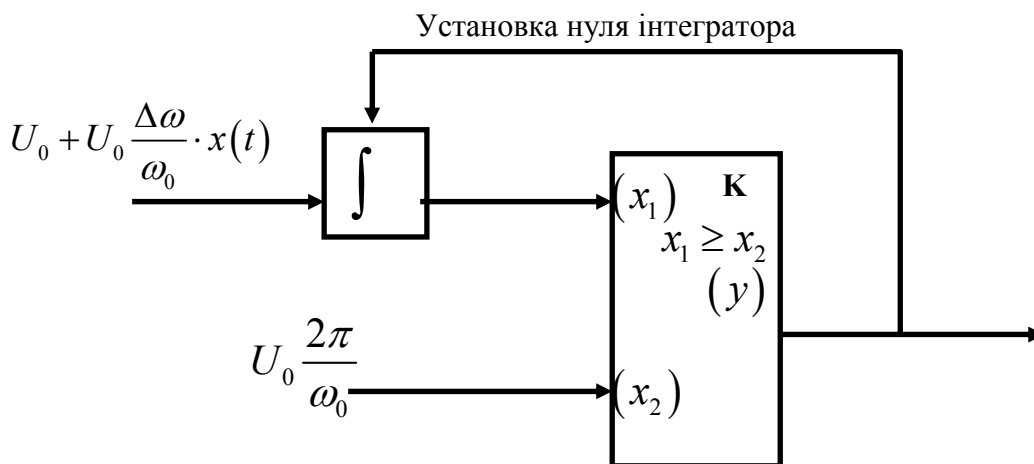 Установка нуля інтегратора
U₀ + U₀ Δω/ω₀ · x(t)
∫
(x₁) K
x₁ ≥ x₂
(y)
U₀ 2π/ω₀
(x₂)